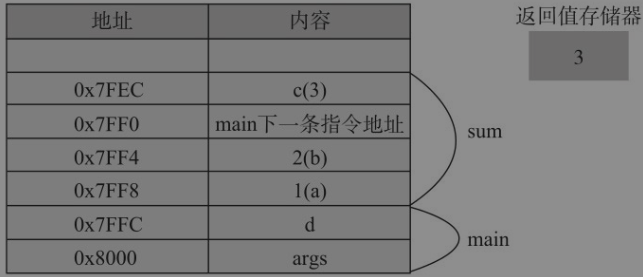 地址 内容 返回值存储器
3
0x7FEC c(3)
0x7FF0 main下一条指令地址
sum
0x7FF4 2(b)
0x7FF8 1(a)
0x7FFC d
main
0x8000 args